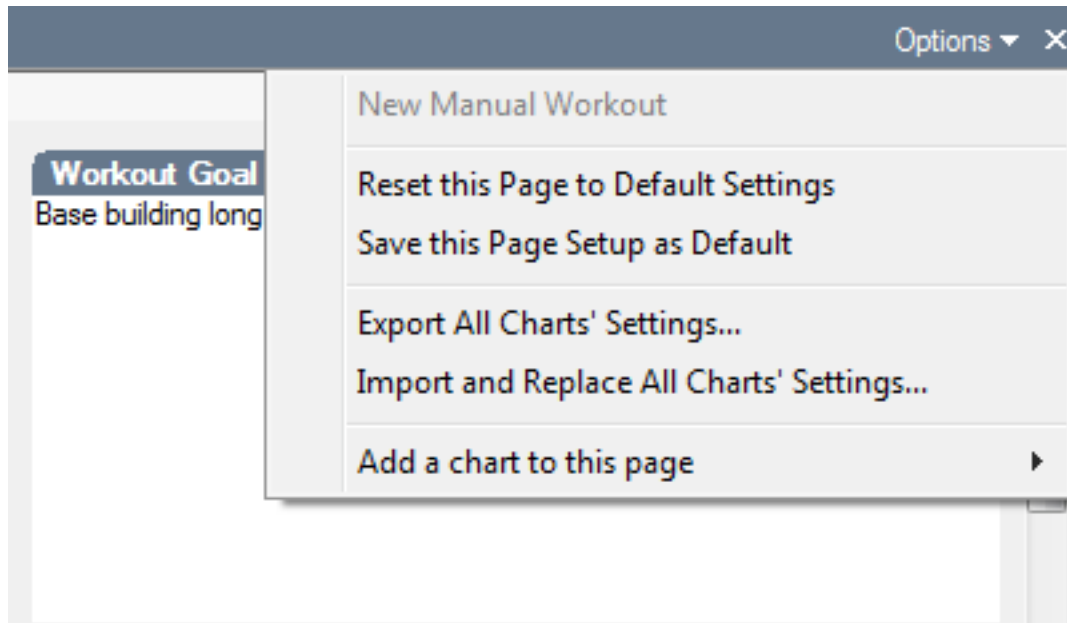 Options
New Manual Workout
Workout Goal
Reset this Page to Default Settings
Base building long
Save this Page Setup as Default
Export All Charts' Settings...
Import and Replace All Charts' Settings...
Add a chart to this page